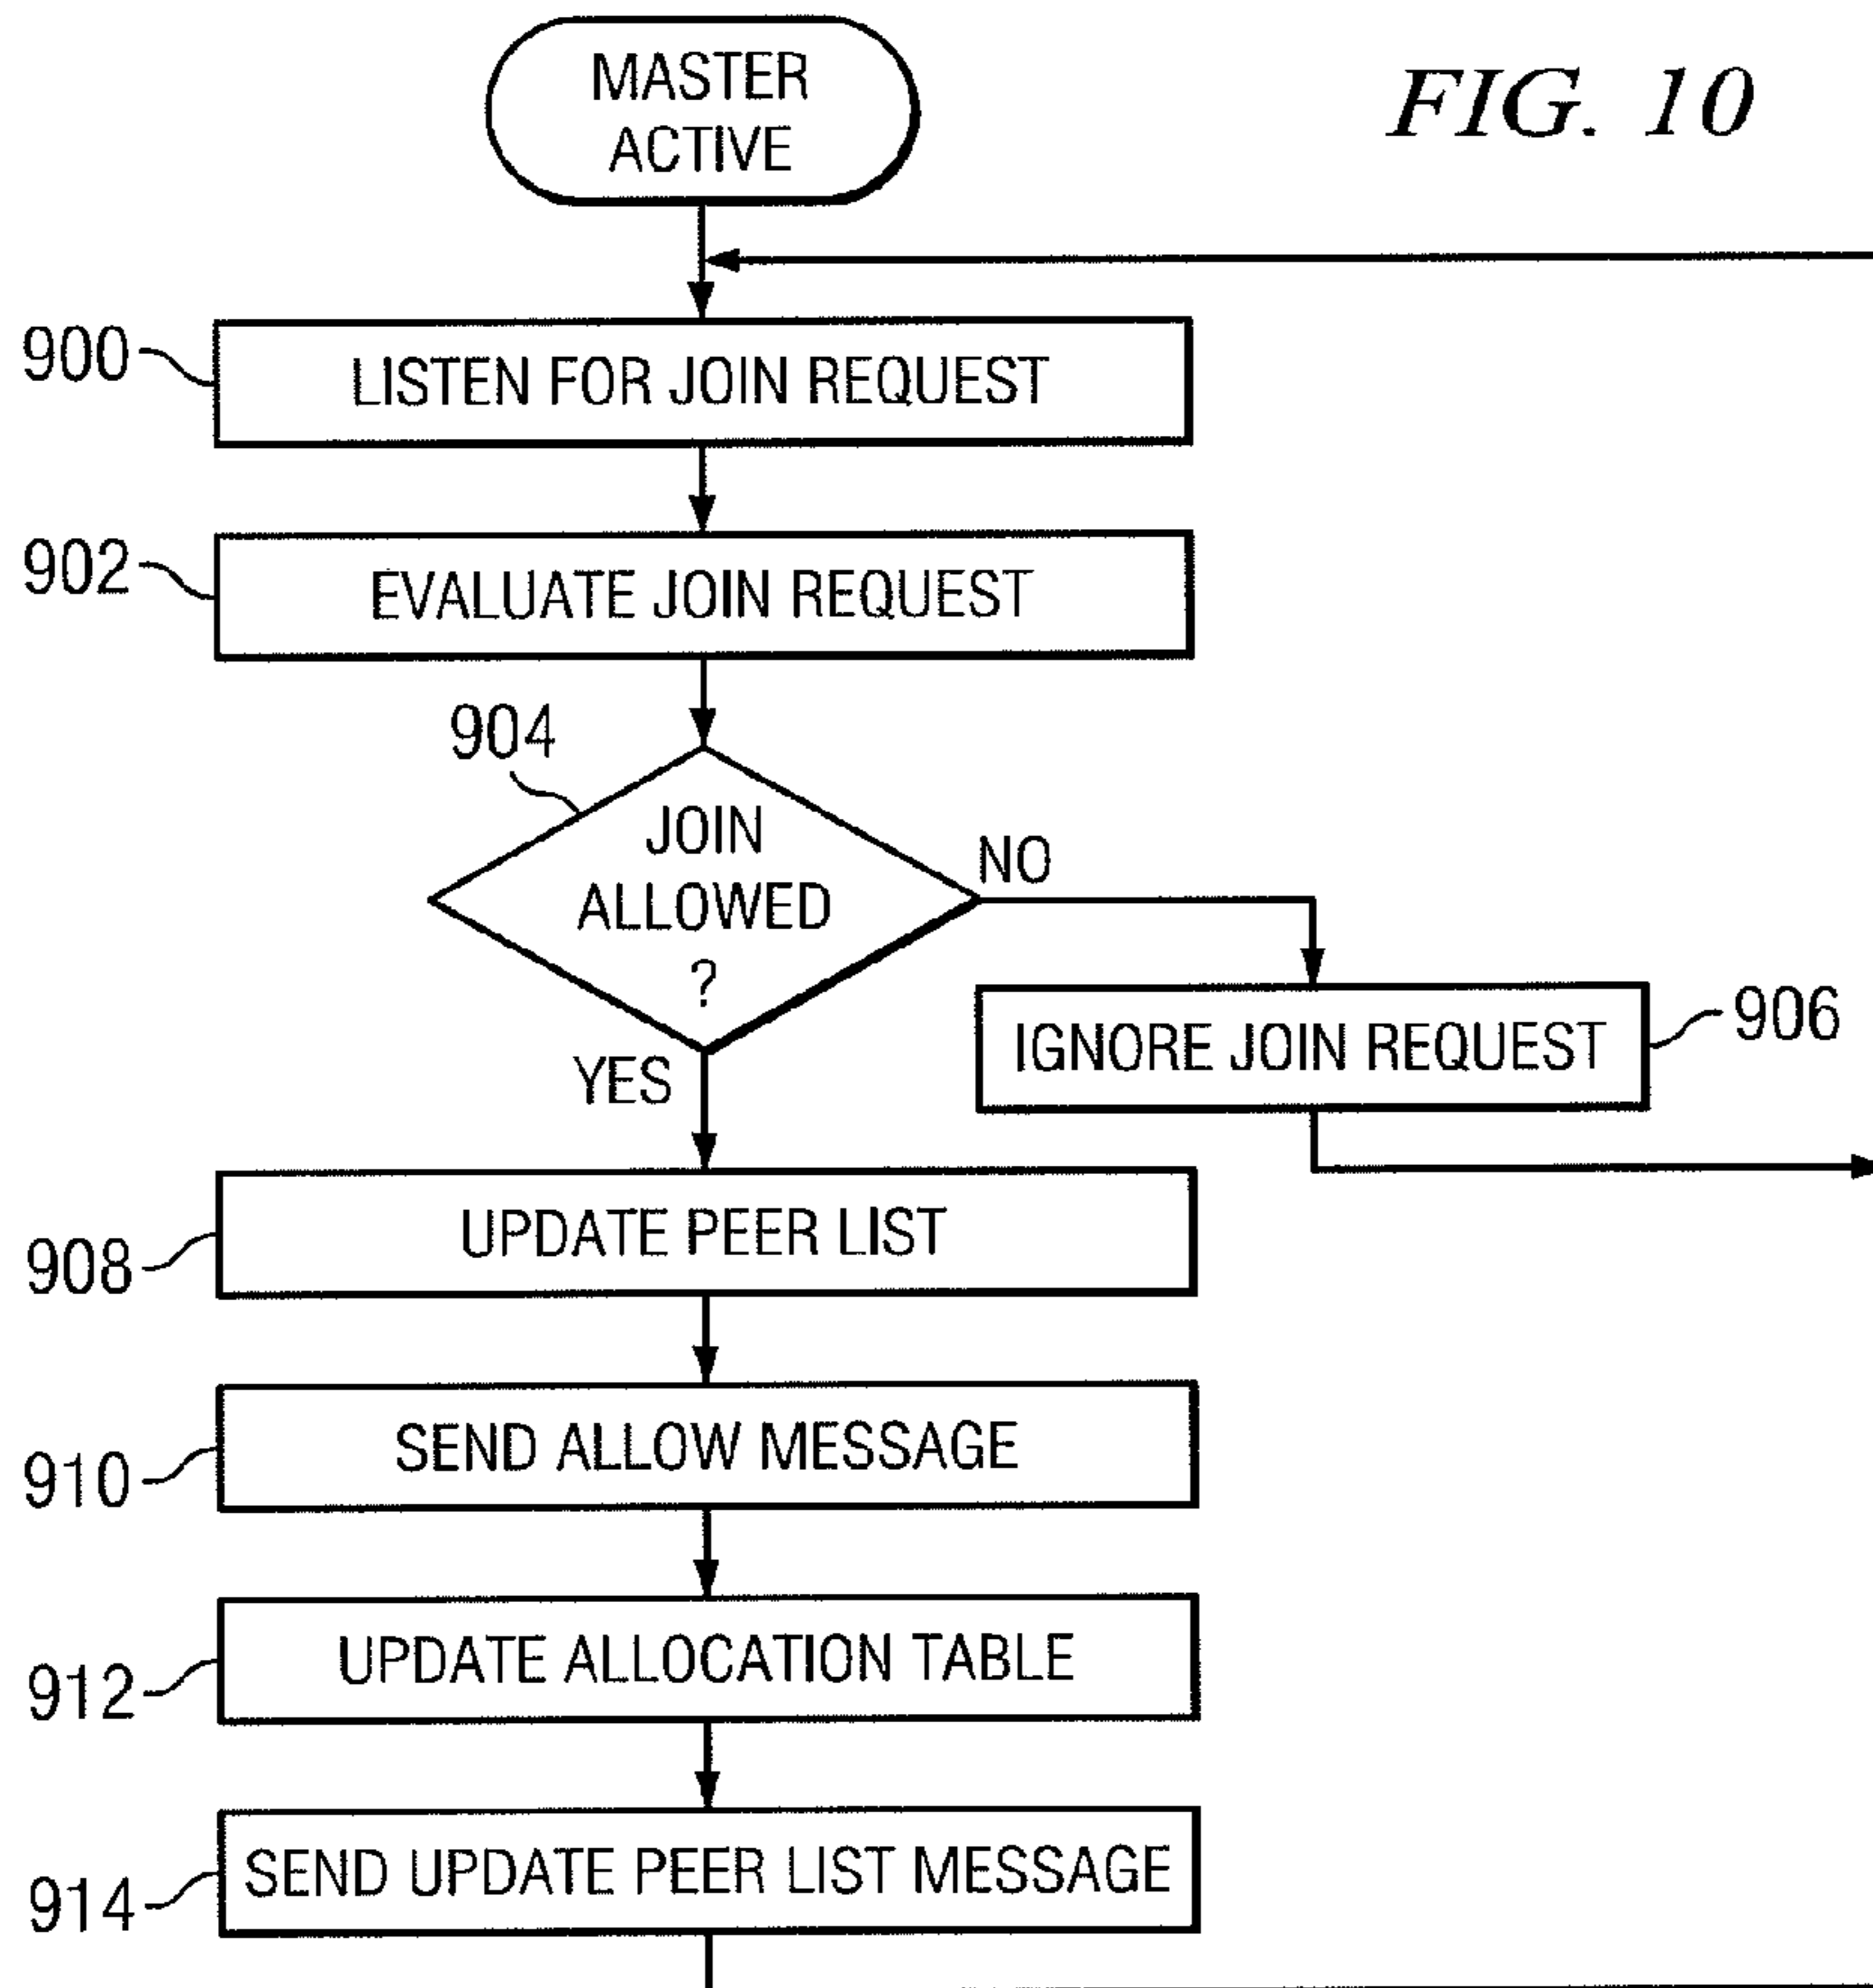 MASTER
ACTIVE
FIG. 10
900
LISTEN FOR JOIN REQUEST
902
EVALUATE JOIN REQUEST
904
JOIN
ALLOWED
?
NO
YES
IGNORE JOIN REQUEST
906
908
UPDATE PEER LIST
910
SEND ALLOW MESSAGE
912
UPDATE ALLOCATION TABLE
914
SEND UPDATE PEER LIST MESSAGE